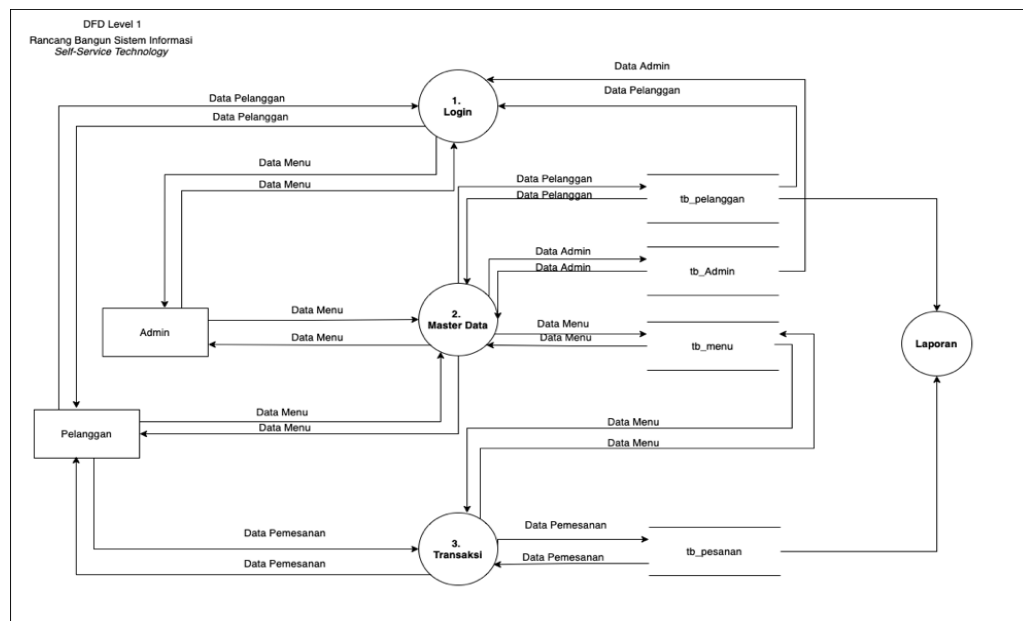 DFD Level 1
Rancang Bangun Sistem Informasi
Self-Service Technology
Data Admin
Data Pelanggan
1.
Login
Data Pelanggan
Data Pelanggan
Data Menu
Data Menu
Data Pelanggan
Data Pelanggan
tb_pelanggan
Data Admin
Data Admin
tb_Admin
2.
Master Data
Admin
Data Menu
Data Menu
Data Menu
Data Menu
tb_menu
Laporan
Pelanggan
Data Menu
Data Menu
Data Menu
Data Menu
3.
Transaksi
Data Pemesanan
Data Pemesanan
Data Pemesanan
Data Pemesanan
tb_pesanan